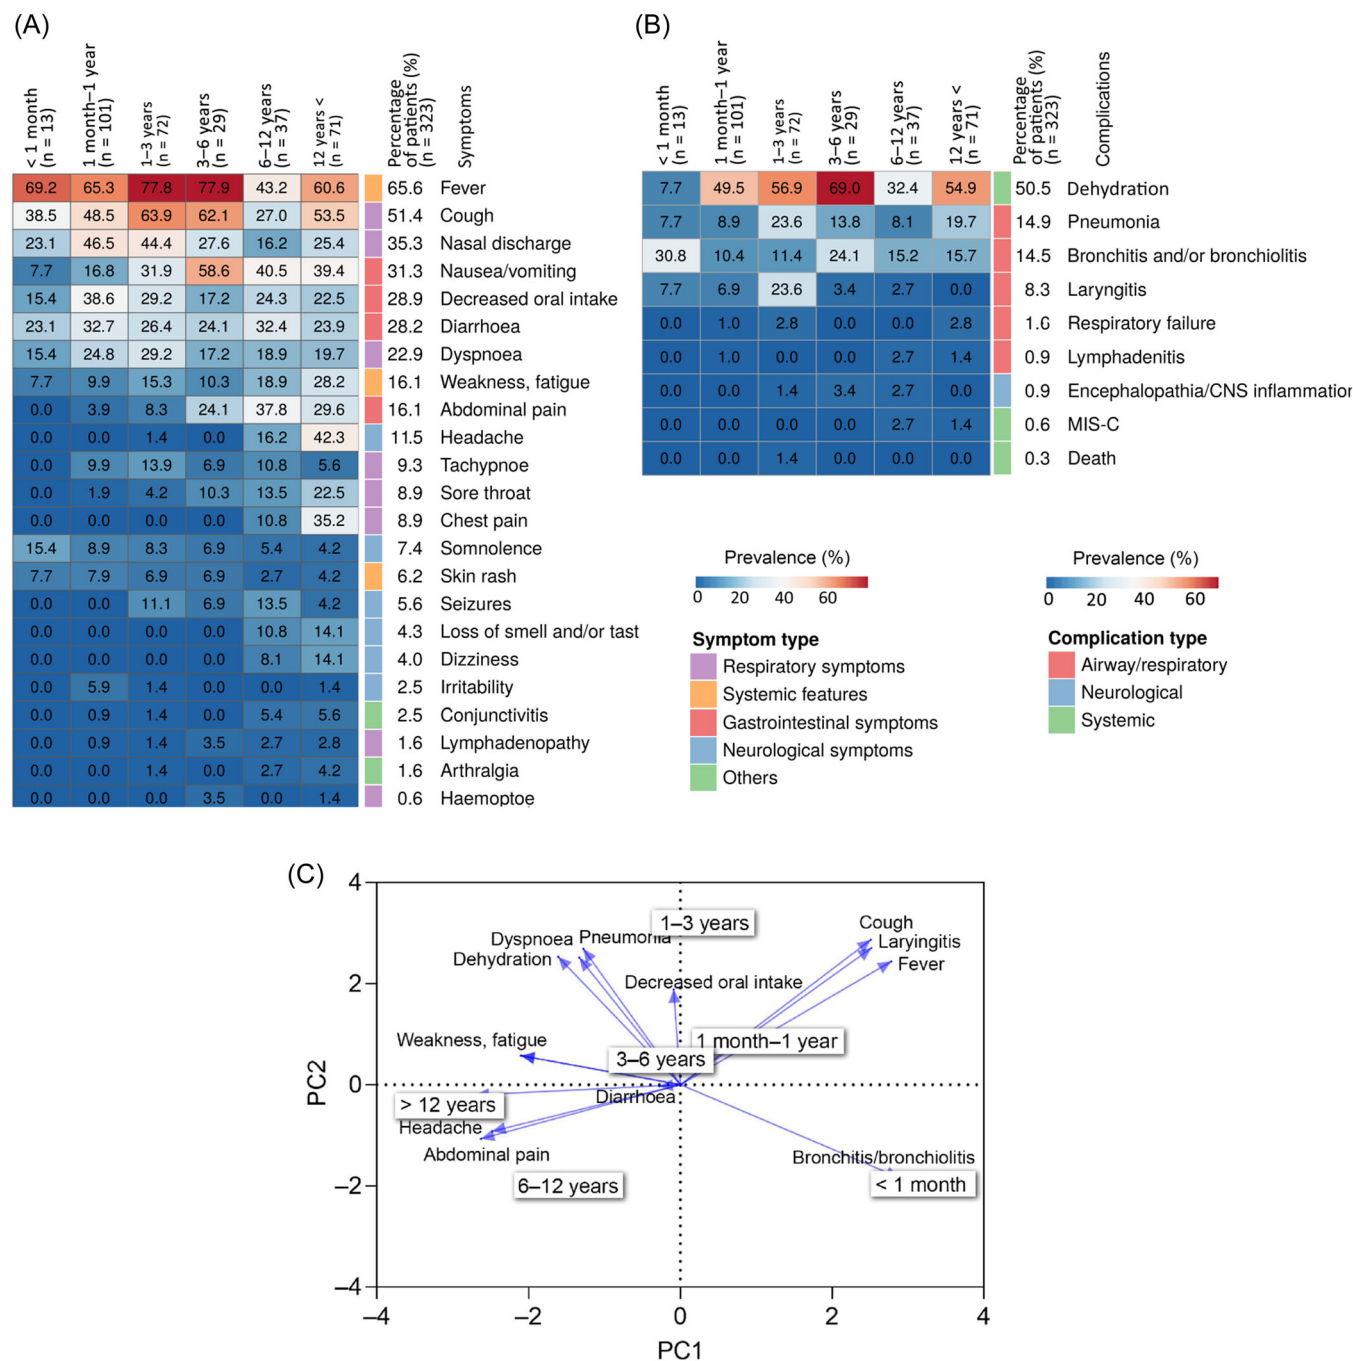 (A)
< 1 month (n = 13)
1 month–1 year (n = 101)
1–3 years (n = 72)
3–6 years (n = 29)
6–12 years (n = 37)
12 years < (n = 71)
Percentage of patients (%) (n = 323)
Symptoms
69.2 65.3 77.8 77.9 43.2 60.6 65.6 Fever
38.5 48.5 63.9 62.1 27.0 53.5 51.4 Cough
23.1 46.5 44.4 27.6 16.2 25.4 35.3 Nasal discharge
7.7 16.8 31.9 58.6 40.5 39.4 31.3 Nausea/vomiting
15.4 38.6 29.2 17.2 24.3 22.5 28.9 Decreased oral intake
23.1 32.7 26.4 24.1 32.4 23.9 28.2 Diarrhoea
15.4 24.8 29.2 17.2 18.9 19.7 22.9 Dyspnoea
7.7 9.9 15.3 10.3 18.9 28.2 16.1 Weakness, fatigue
0.0 3.9 8.3 24.1 37.8 29.6 16.1 Abdominal pain
0.0 0.0 1.4 0.0 16.2 42.3 11.5 Headache
0.0 9.9 13.9 6.9 10.8 5.6 9.3 Tachypnoe
0.0 1.9 4.2 10.3 13.5 22.5 8.9 Sore throat
0.0 0.0 0.0 0.0 10.8 35.2 8.9 Chest pain
15.4 8.9 8.3 6.9 5.4 4.2 7.4 Somnolence
7.7 7.9 6.9 6.9 2.7 4.2 6.2 Skin rash
0.0 0.0 11.1 6.9 13.5 4.2 5.6 Seizures
0.0 0.0 0.0 0.0 10.8 14.1 4.3 Loss of smell and/or tast
0.0 0.0 0.0 0.0 8.1 14.1 4.0 Dizziness
0.0 5.9 1.4 0.0 0.0 1.4 2.5 Irritability
0.0 0.9 1.4 0.0 5.4 5.6 2.5 Conjunctivitis
0.0 0.9 1.4 3.5 2.7 2.8 1.6 Lymphadenopathy
0.0 0.0 1.4 0.0 2.7 4.2 1.6 Arthralgia
0.0 0.0 0.0 3.5 0.0 1.4 0.6 Haemoptoe
(B)
< 1 month (n = 13)
1 month–1 year (n = 101)
1–3 years (n = 72)
3–6 years (n = 29)
6–12 years (n = 37)
12 years < (n = 71)
Percentage of patients (%) (n = 323)
Complications
7.7 49.5 56.9 69.0 32.4 54.9 50.5 Dehydration
7.7 8.9 23.6 13.8 8.1 19.7 14.9 Pneumonia
30.8 10.4 11.4 24.1 15.2 15.7 14.5 Bronchitis and/or bronchiolitis
7.7 6.9 23.6 3.4 2.7 0.0 8.3 Laryngitis
0.0 1.0 2.8 0.0 0.0 2.8 1.6 Respiratory failure
0.0 1.0 0.0 0.0 2.7 1.4 0.9 Lymphadenitis
0.0 0.0 1.4 3.4 2.7 0.0 0.9 Encephalopathia/CNS inflammation
0.0 0.0 0.0 0.0 2.7 1.4 0.6 MIS-C
0.0 0.0 1.4 0.0 0.0 0.0 0.3 Death
Prevalence (%)
0 20 40 60
Symptom type
Respiratory symptoms
Systemic features
Gastrointestinal symptoms
Neurological symptoms
Others
Prevalence (%)
0 20 40 60
Complication type
Airway/respiratory
Neurological
Systemic
(C)
4
2
0
–2
–4
PC2
1–3 years
Cough
Dyspnoea Pneumonia
Laryingitis
Dehydration
Fever
Decreased oral intake
Weakness, fatigue
1 month–1 year
3–6 years
Diarrhoea
> 12 years
Headache
Abdominal pain
Bronchitis/bronchiolitis
6–12 years
< 1 month
–4 –2 0 2 4
PC1